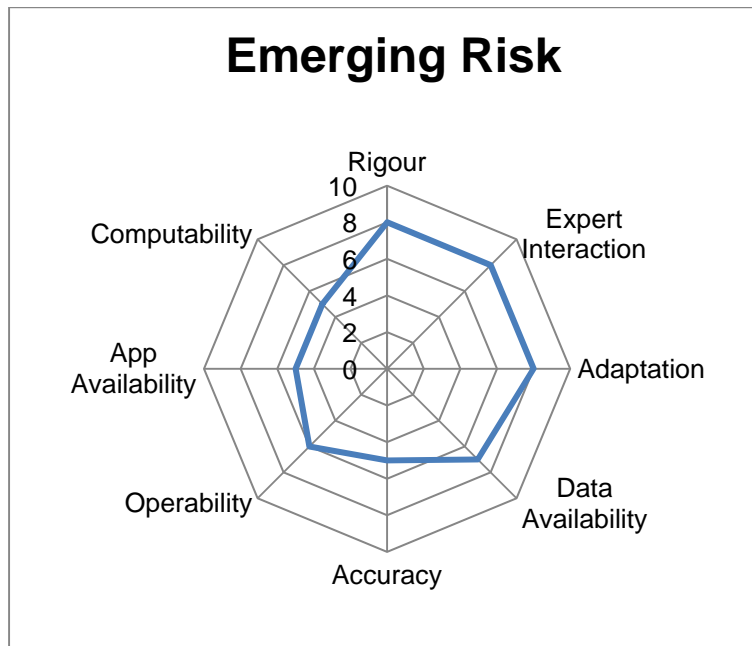 Emerging Risk
Rigour
10
8
6
4
2
0
Expert
Interaction
Adaptation
Data
Availability
Accuracy
Operability
App
Availability
Computability